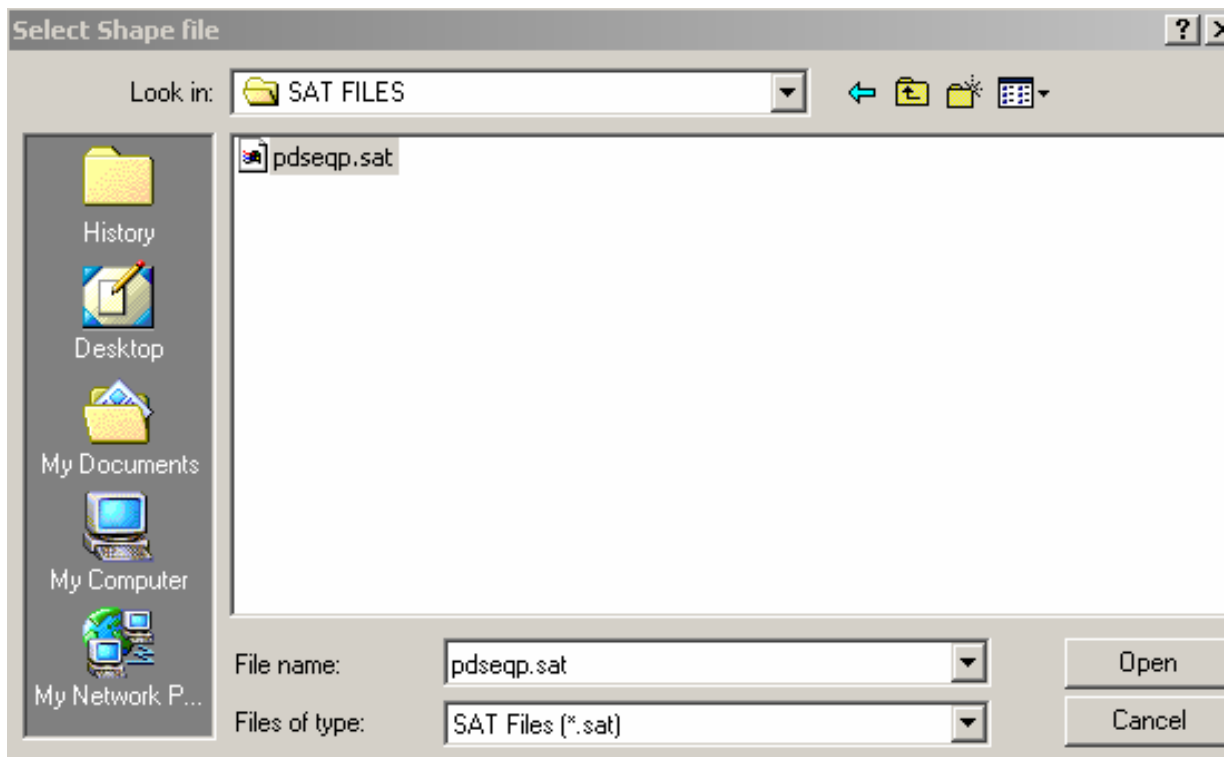 Select Shape file
Look in: SAT FILES
pdseqp.sat
History
Desktop
My Documents
My Computer
My Network P...
File name: pdseqp.sat Open
Files of type: SAT Files (*.sat) Cancel